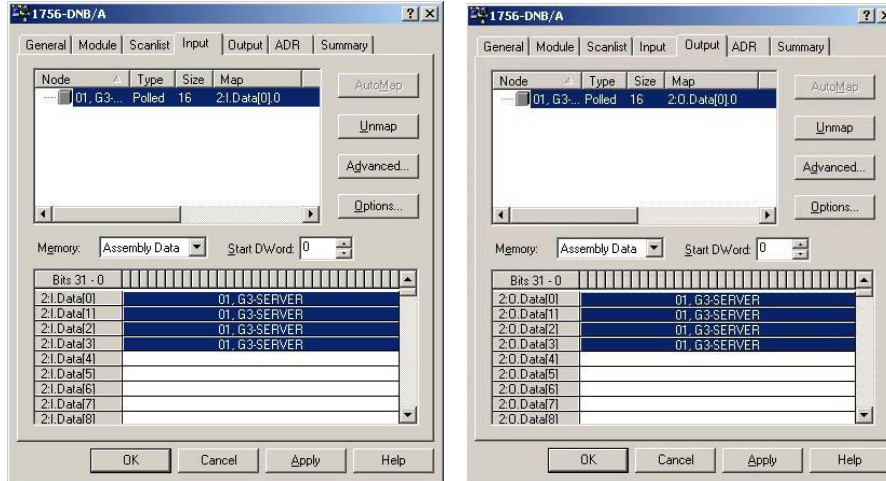 1756-DNB/A
General Module Scanlist Input Output ADR Summary
Node Type Size Map
01, G3-... Polled 16 2:I.Data[0].0
AutoMap
Unmap
Advanced...
Options...
Memory: Assembly Data Start DWord: 0
Bits 31 - 0
2:I.Data[0] 01, G3-SERVER
2:I.Data[1] 01, G3-SERVER
2:I.Data[2] 01, G3-SERVER
2:I.Data[3] 01, G3-SERVER
2:I.Data[4]
2:I.Data[5]
2:I.Data[6]
2:I.Data[7]
2:I.Data[8]
OK Cancel Apply Help
1756-DNB/A
General Module Scanlist Input Output ADR Summary
Node Type Size Map
01, G3-... Polled 16 2:O.Data[0].0
AutoMap
Unmap
Advanced...
Options...
Memory: Assembly Data Start DWord: 0
Bits 31 - 0
2:O.Data[0] 01, G3-SERVER
2:O.Data[1] 01, G3-SERVER
2:O.Data[2] 01, G3-SERVER
2:O.Data[3] 01, G3-SERVER
2:O.Data[4]
2:O.Data[5]
2:O.Data[6]
2:O.Data[7]
2:O.Data[8]
OK Cancel Apply Help